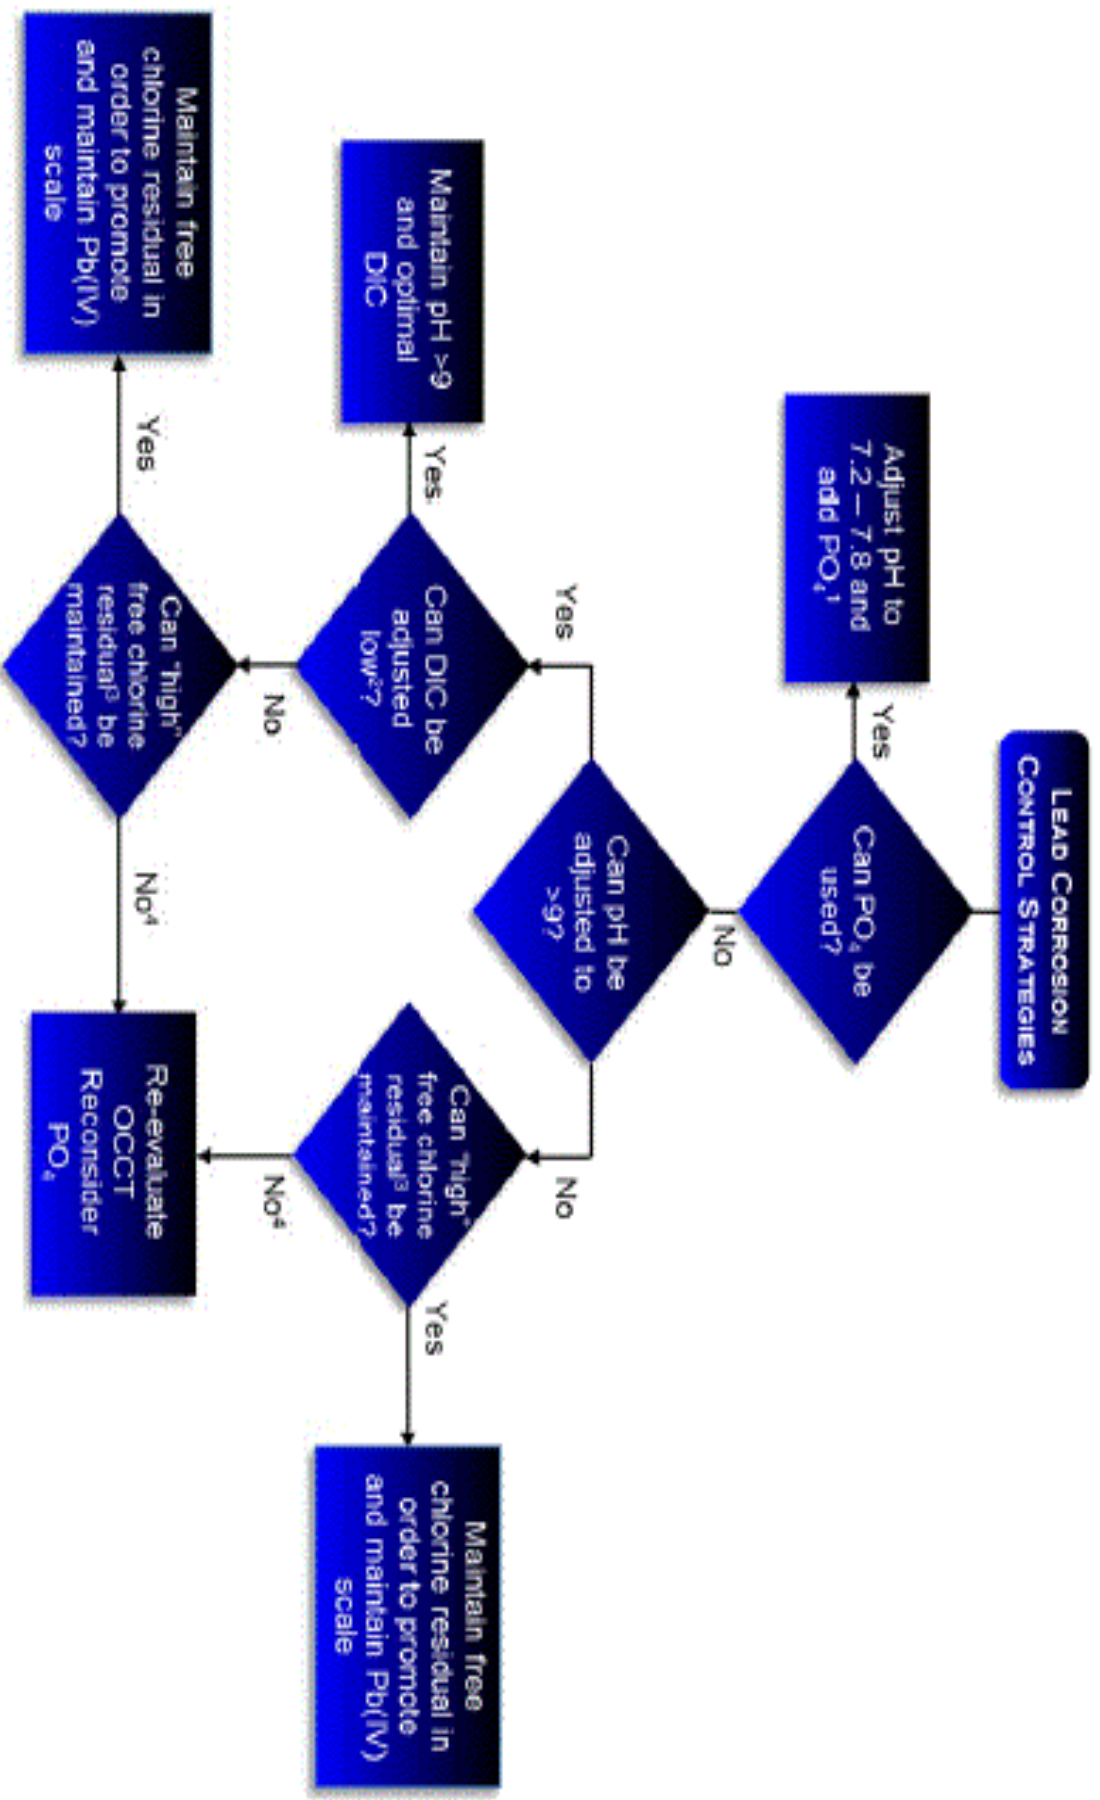 LEAD CORROSION
CONTROL STRATEGIES
Can PO₄ be
used?
Yes
Adjust pH to
7.2 – 7.8 and
add PO₄¹
No
Can pH be
adjusted to
>9?
Yes
No
Can DIC be
adjusted
low²?
Yes
Maintain pH >9
and optimal
DIC
No
Can "high"
free chlorine
residual³ be
maintained?
Yes
Maintain free
chlorine residual in
order to promote
and maintain Pb(IV)
scale
No⁴
Can "high"
free chlorine
residual³ be
maintained?
Yes
Maintain free
chlorine residual in
order to promote
and maintain Pb(IV)
scale
No⁴
Re-evaluate
OCCT
Reconsider
PO₄